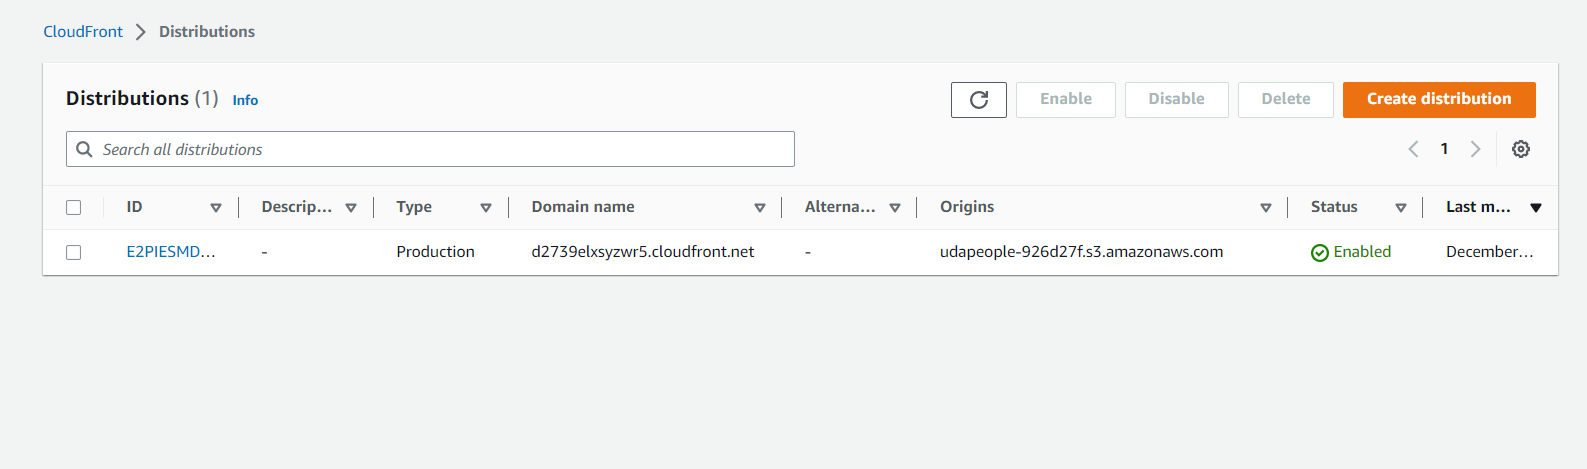 CloudFront > Distributions
Distributions (1) Info
Enable Disable Delete Create distribution
Search all distributions
1
ID Descrip... Type Domain name Alterna... Origins Status Last m...
E2PIESMD... - Production d2739elxsyzwr5.cloudfront.net - udapeople-926d27f.s3.amazonaws.com Enabled December...